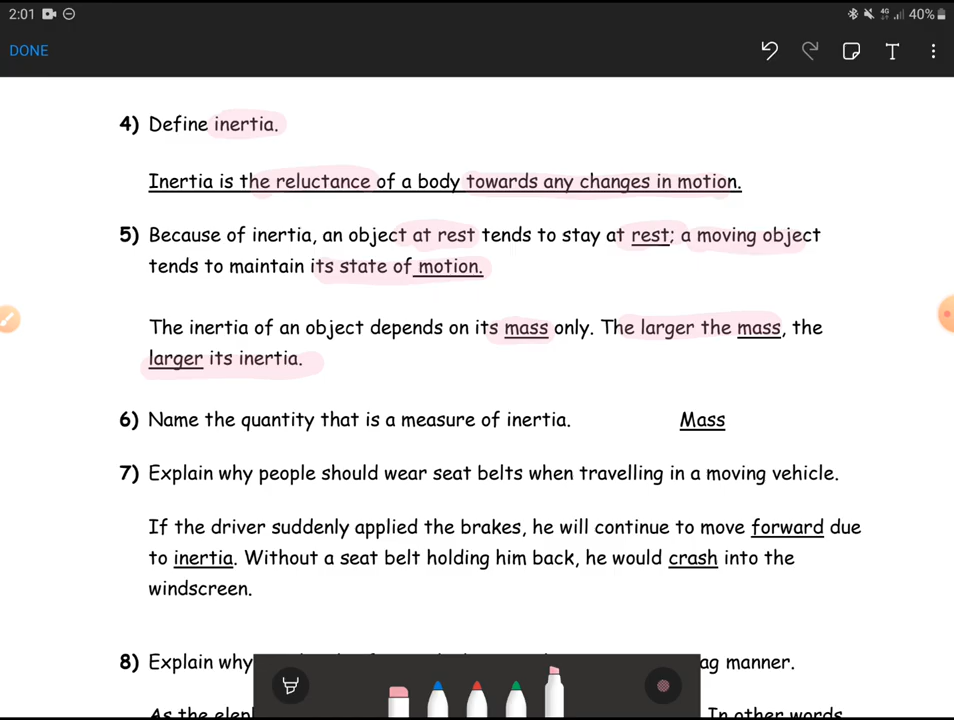 2:01 4G 40%
DONE T
4) Define inertia.
Inertia is the reluctance of a body towards any changes in motion.
5) Because of inertia, an object at rest tends to stay at rest; a moving object
tends to maintain its state of motion.
The inertia of an object depends on its mass only. The larger the mass, the
larger its inertia.
6) Name the quantity that is a measure of inertia. Mass
7) Explain why people should wear seat belts when travelling in a moving vehicle.
If the driver suddenly applied the brakes, he will continue to move forward due
to inertia. Without a seat belt holding him back, he would crash into the
windscreen.
8) Explain why ag manner.
As the In other words